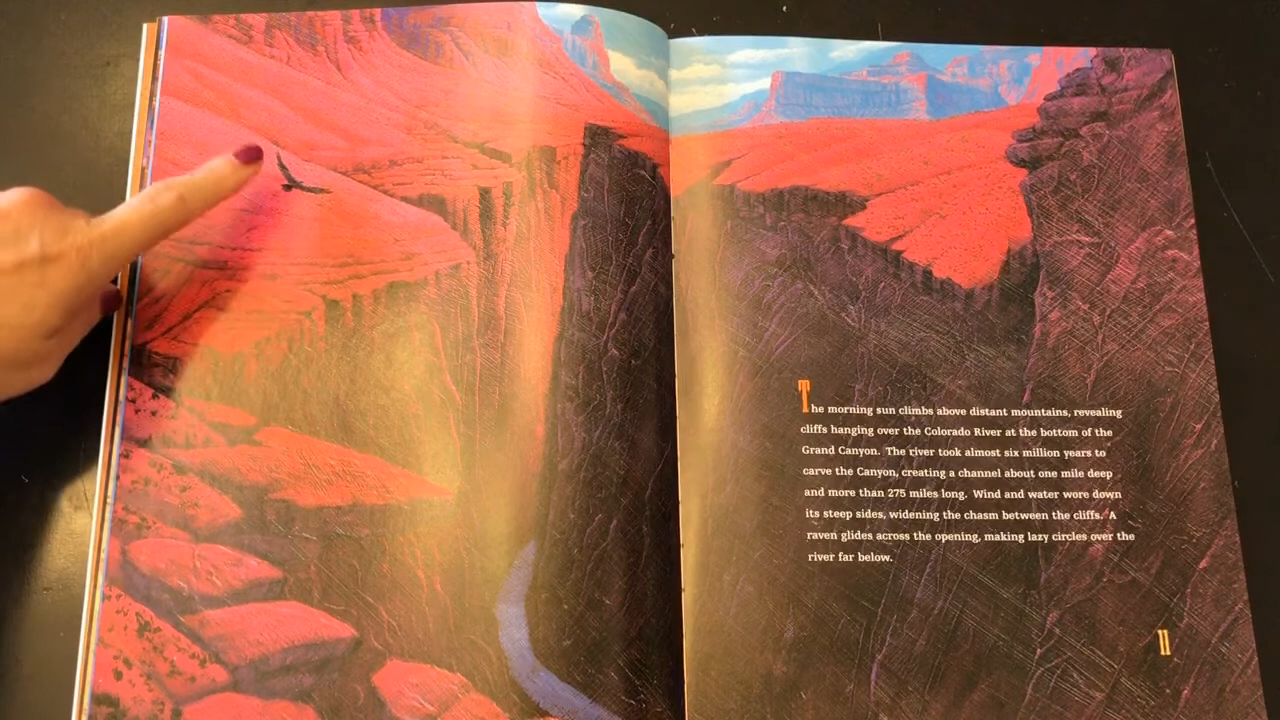 The morning sun climbs above distant mountains, revealing
cliffs hanging over the Colorado River at the bottom of the
Grand Canyon. The river took almost six million years to
carve the Canyon, creating a channel about one mile deep
and more than 275 miles long. Wind and water wore down
its steep sides, widening the chasm between the cliffs. A
raven glides across the opening, making lazy circles over the
river far below.
11